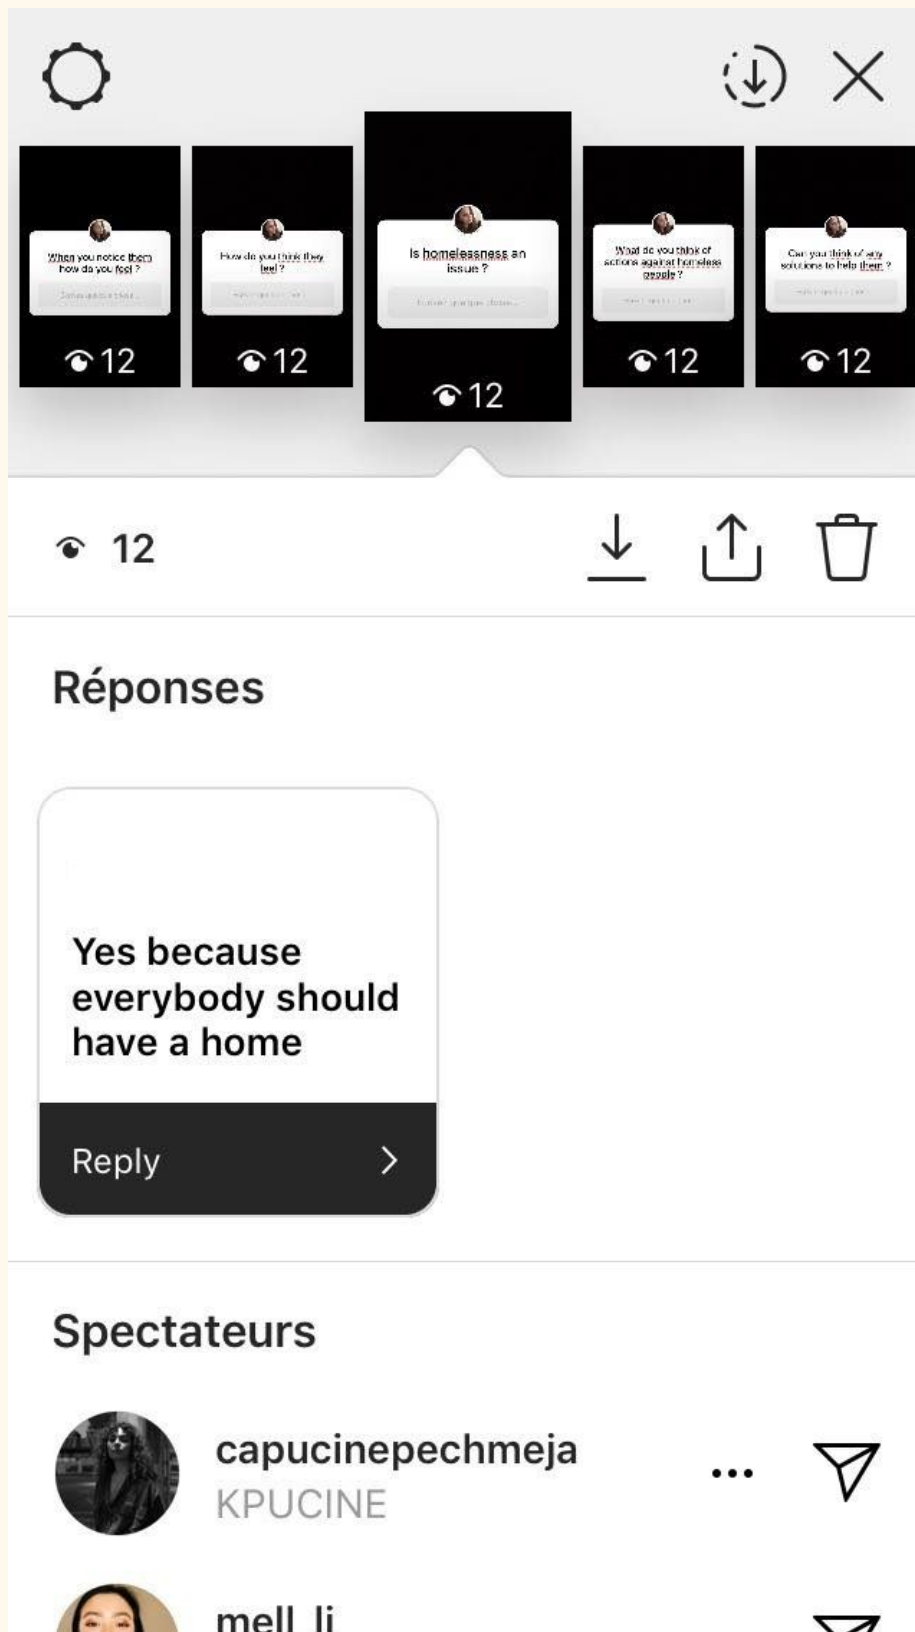 When you notice them
how do you feel ?
12
How do you think they
feel ?
12
Is homelessness an
issue ?
12
What do you think of
actions against homeless
people ?
12
Can you think of any
solutions to help them ?
12
12
Réponses
Yes because
everybody should
have a home
Reply
Spectateurs
capucinepechmeja
KPUCINE
mell_li